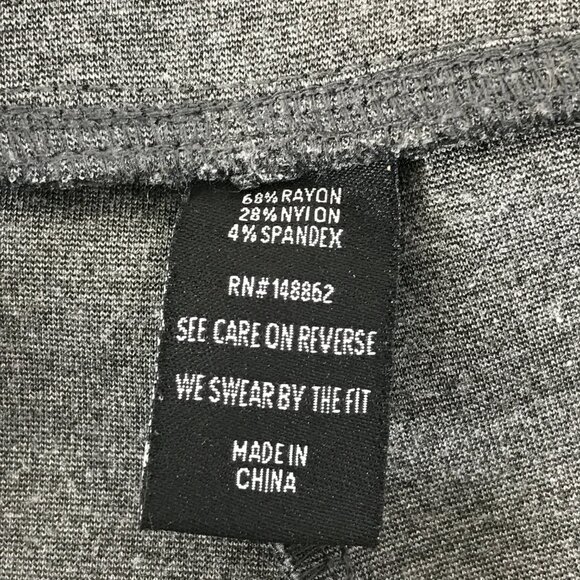 68% RAYON
28% NYLON
4% SPANDEX
RN# 148862
SEE CARE ON REVERSE
WE SWEAR BY THE FIT
MADE IN
CHINA